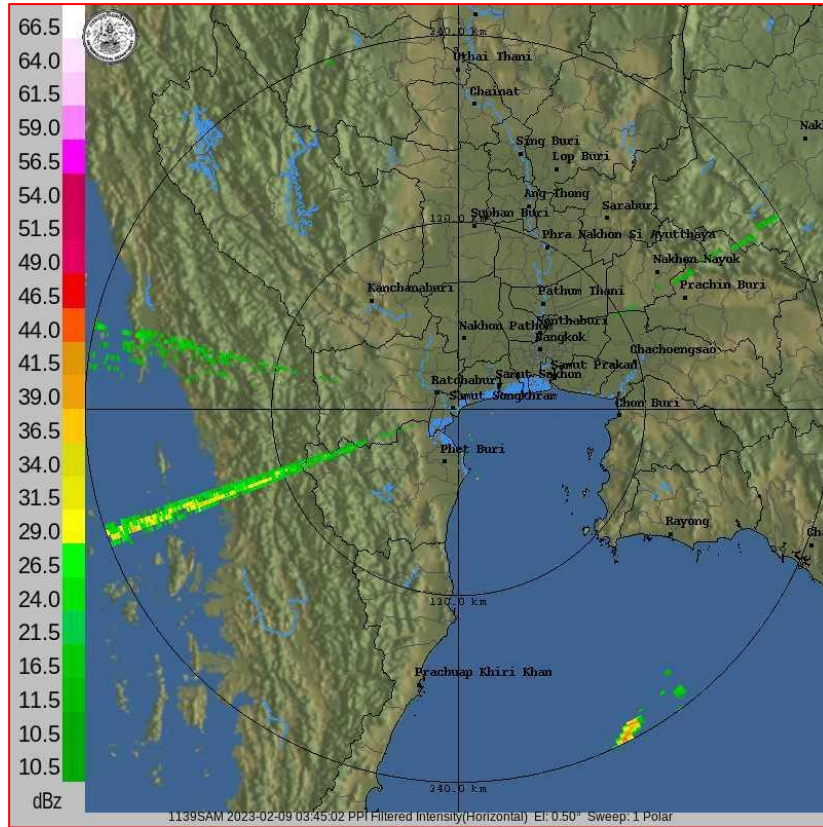 66.5
64.0
61.5
59.0
56.5
54.0
51.5
49.0
46.5
44.0
41.5
39.0
36.5
34.0
31.5
29.0
26.5
24.0
21.5
16.5
11.5
10.5
10.5
dBz
240.0 km
Uthai Thani
Chainat
Sing Buri
Lop Buri
Ang Thong
Saraburi
Suphan Buri
120.0 km
Phra Nakhon Si Ayutthaya
Nakhon Nayok
Prachin Buri
Kanchanaburi
Pathum Thani
Nonthaburi
Nakhon Pathom
Bangkok
Chachoengsao
Samut Prakan
Samut Sakhon
Ratchaburi
Samut Songkhram
Chon Buri
Phet Buri
Rayong
Cha
120.0 km
Prachuap Khiri Khan
240.0 km
1139SAM 2023-02-09 03:45:02 PPI Filtered Intensity(Horizontal) El: 0.50° Sweep: 1 Polar